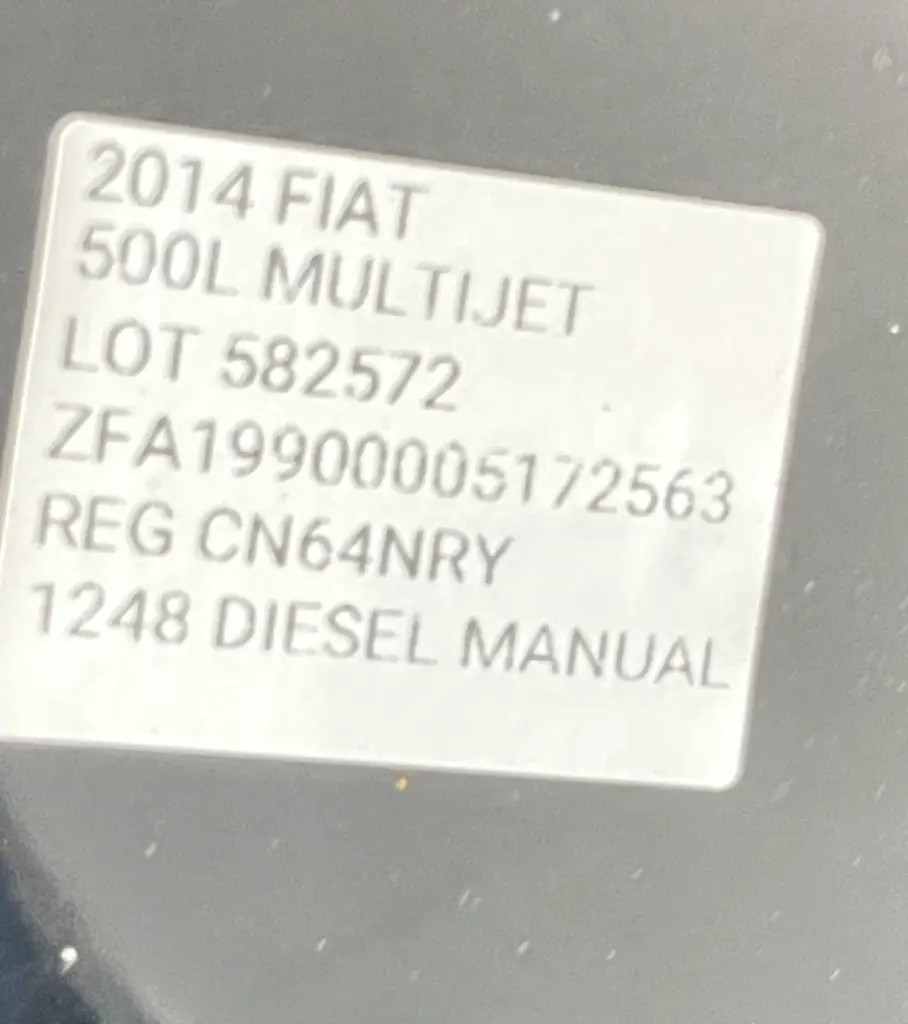 2014 FIAT
500L MULTIJET
LOT 582572
ZFA19900005172563
REG CN64NRY
1248 DIESEL MANUAL